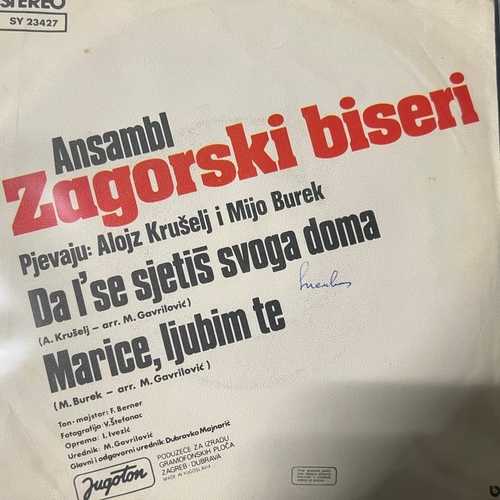 STEREO
SY 23427
Ansambl
Zagorski biseri
Pjevaju: Alojz Krušelj i Mijo Burek
Da l' se sjetiš svoga doma
(A. Krušelj – arr. M. Gavrilović)
Marice, ljubim te
(M. Burek – arr. M. Gavrilović)
Ton-majstor: F. Berner
Fotografija: V. Štefanac
Oprema: I. Ivezić
Urednik: M. Gavrilović
Glavni i odgovorni urednik Dubravko Majnarić
Jugoton
PODUZEĆE ZA IZRADU
GRAMOFONSKIH PLOČA
ZAGREB - DUBRAVA
MADE IN YUGOSLAVIA